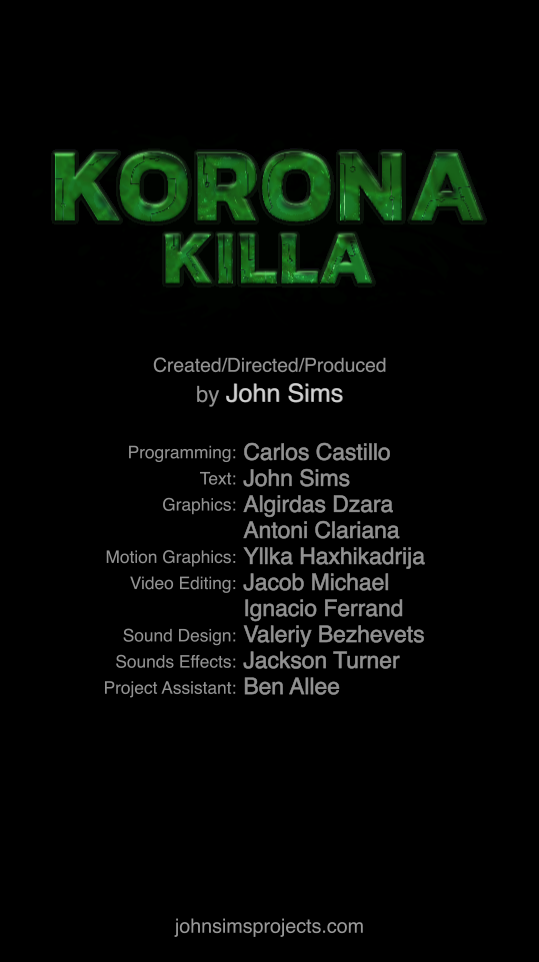 KORONA
KILLA
Created/Directed/Produced
by John Sims
Programming: Carlos Castillo
Text: John Sims
Graphics: Algirdas Dzara
Antoni Clariana
Motion Graphics: Yllka Haxhikadrija
Video Editing: Jacob Michael
Ignacio Ferrand
Sound Design: Valeriy Bezhevets
Sounds Effects: Jackson Turner
Project Assistant: Ben Allee
johnsimsprojects.com